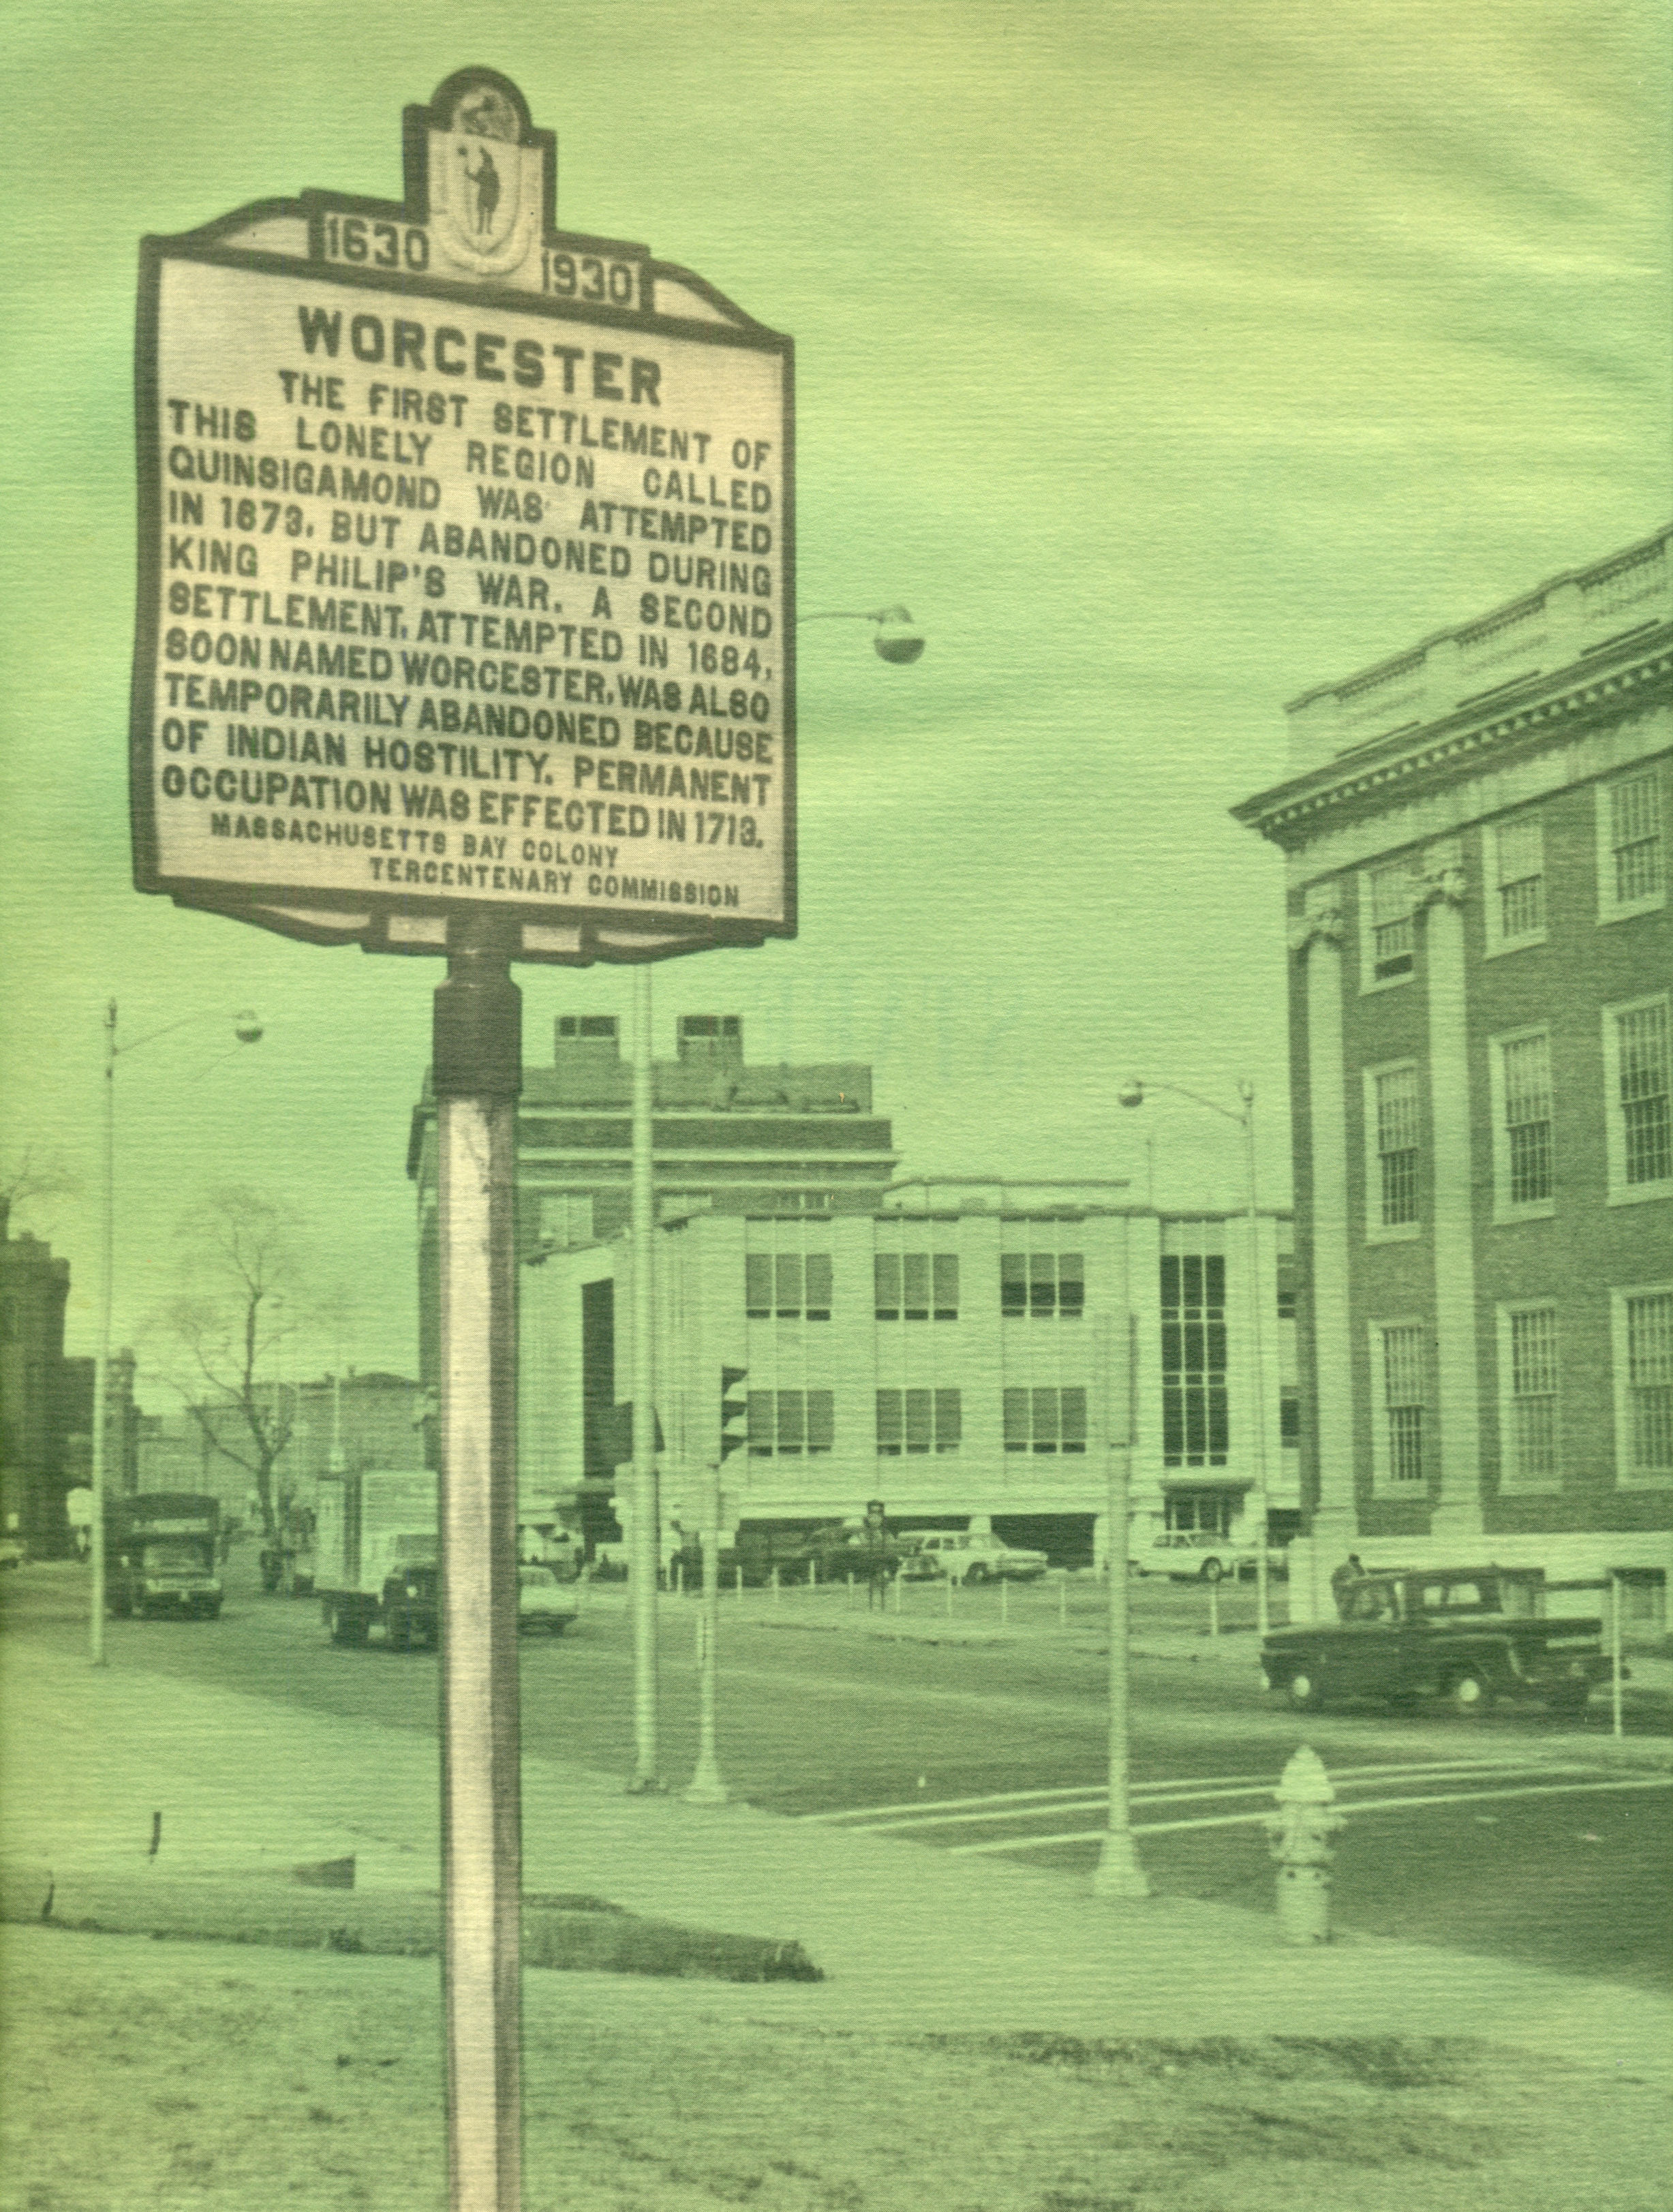 1630 1930
WORCESTER
THE FIRST SETTLEMENT OF
THIS LONELY REGION CALLED
QUINSIGAMOND WAS ATTEMPTED
IN 1673, BUT ABANDONED DURING
KING PHILIP'S WAR. A SECOND
SETTLEMENT, ATTEMPTED IN 1684,
SOON NAMED WORCESTER, WAS ALSO
TEMPORARILY ABANDONED BECAUSE
OF INDIAN HOSTILITY. PERMANENT
OCCUPATION WAS EFFECTED IN 1713.
MASSACHUSETTS BAY COLONY
TERCENTENARY COMMISSION